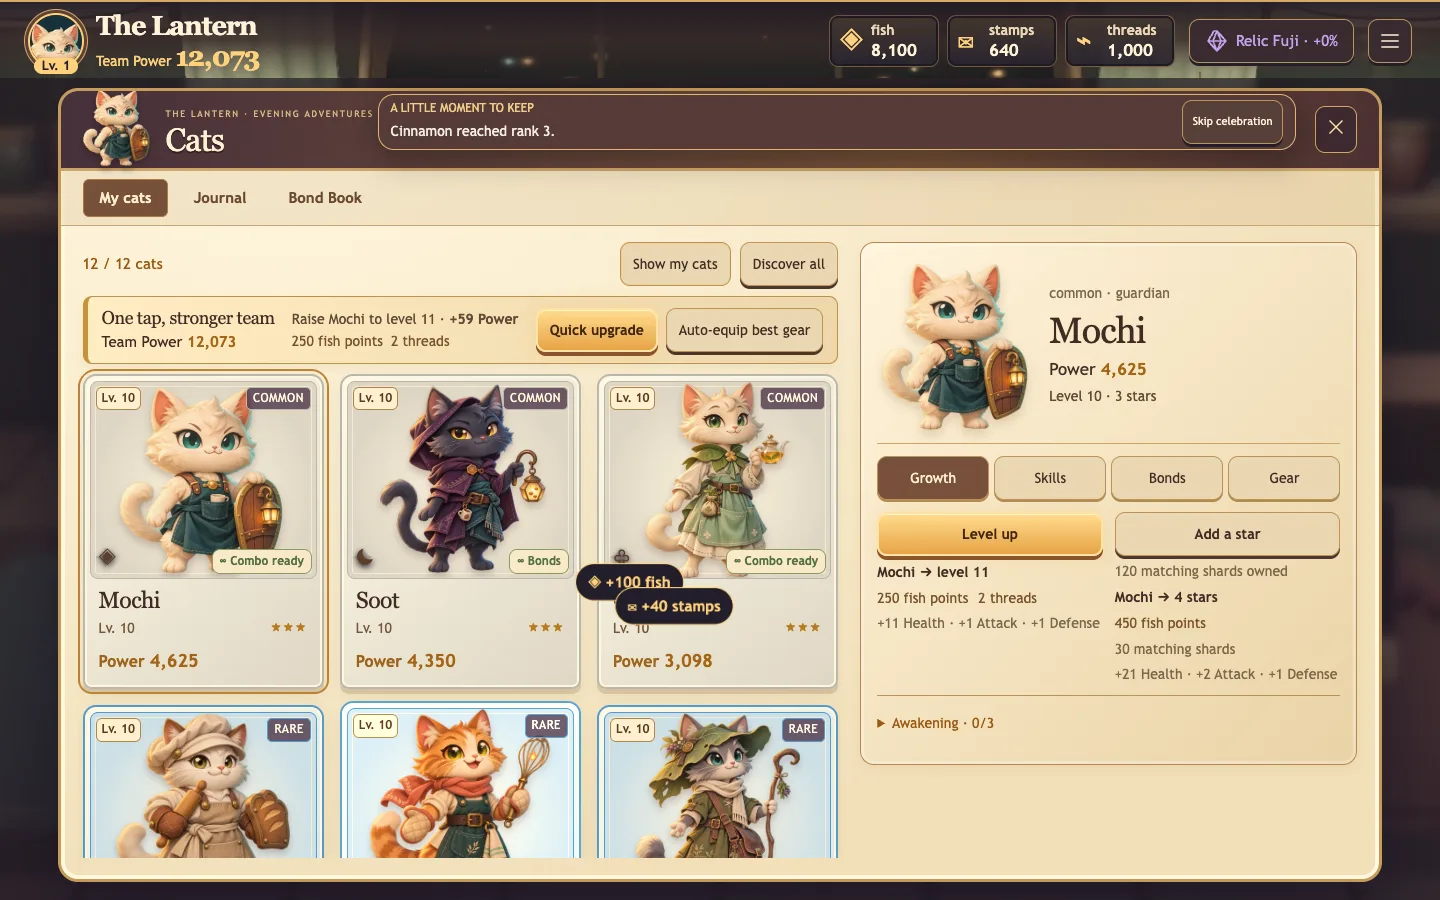 The Lantern
Team Power 12,073
Lv. 1
fish
8,100
stamps
640
threads
1,000
Relic Fuji · +0%
THE LANTERN · EVENING ADVENTURES
Cats
A LITTLE MOMENT TO KEEP
Cinnamon reached rank 3.
Skip celebration
My cats
Journal
Bond Book
12 / 12 cats
Show my cats
Discover all
One tap, stronger team
Team Power 12,073
Raise Mochi to level 11 · +59 Power
250 fish points 2 threads
Quick upgrade
Auto-equip best gear
Lv. 10
COMMON
∞ Combo ready
Mochi
Lv. 10
★★★
Power 4,625
Lv. 10
COMMON
∞ Bonds
Soot
Lv. 10
★★★
Power 4,350
Lv. 10
COMMON
∞ Combo ready
+100 fish
+40 stamps
Lv. 10
★★★
Power 3,098
Lv. 10
RARE
Lv. 10
RARE
Lv. 10
RARE
common · guardian
Mochi
Power 4,625
Level 10 · 3 stars
Growth
Skills
Bonds
Gear
Level up
Mochi → level 11
250 fish points 2 threads
+11 Health · +1 Attack · +1 Defense
Add a star
120 matching shards owned
Mochi → 4 stars
450 fish points
30 matching shards
+21 Health · +2 Attack · +1 Defense
Awakening · 0/3